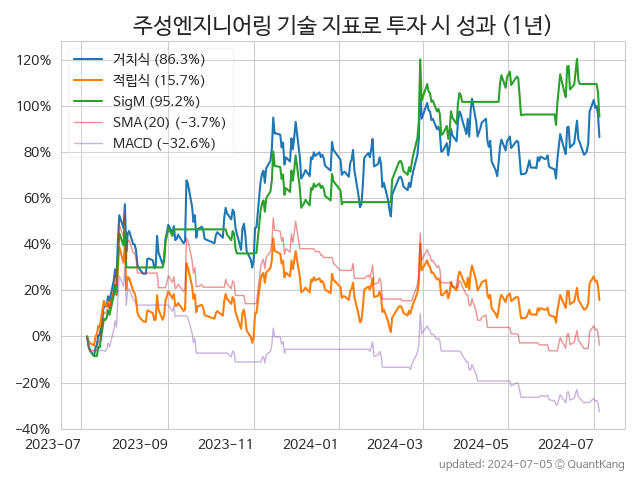 주성엔지니어링 기술 지표로 투자 시 성과 (1년)
거치식 (86.3%)
적립식 (15.7%)
SigM (95.2%)
SMA(20) (−3.7%)
MACD (−32.6%)
120%
100%
80%
60%
40%
20%
0%
−20%
−40%
2023-07 2023-09 2023-11 2024-01 2024-03 2024-05 2024-07
updated: 2024-07-05 © QuantKang